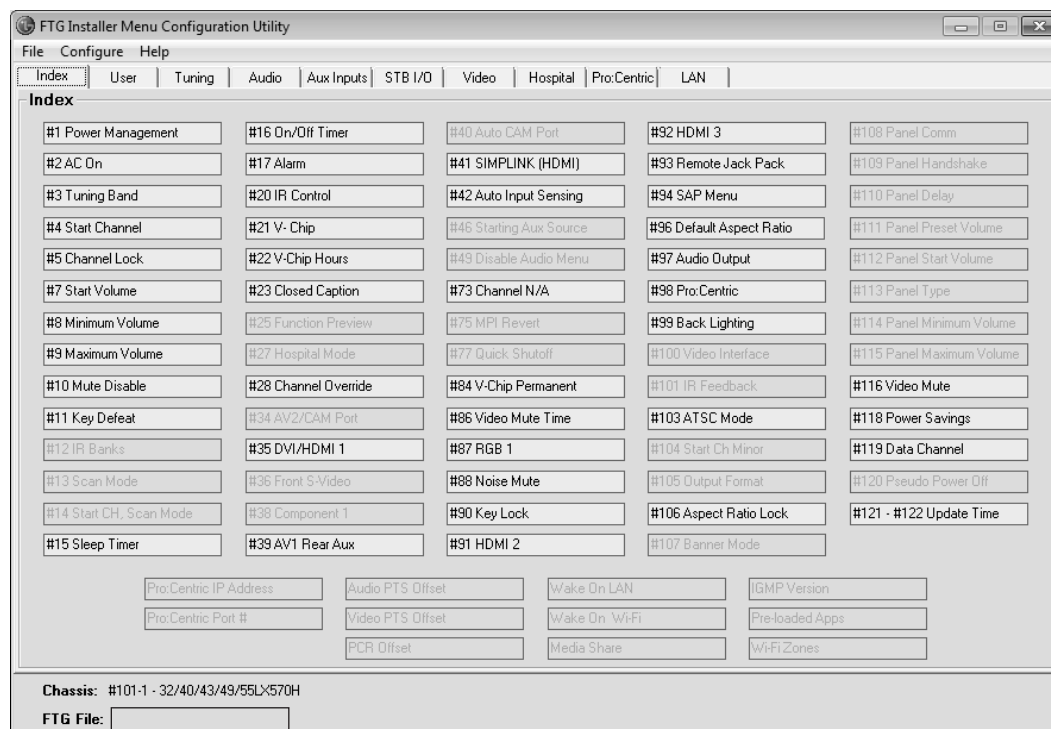 FTG Installer Menu Configuration Utility
File Configure Help
Index User Tuning Audio Aux Inputs STB I/O Video Hospital Pro:Centric LAN
Index
#1 Power Management #16 On/Off Timer #40 Auto CAM Port #92 HDMI 3 #108 Panel Comm
#2 AC On #17 Alarm #41 SIMPLINK (HDMI) #93 Remote Jack Pack #109 Panel Handshake
#3 Tuning Band #20 IR Control #42 Auto Input Sensing #94 SAP Menu #110 Panel Delay
#4 Start Channel #21 V- Chip #46 Starting Aux Source #96 Default Aspect Ratio #111 Panel Preset Volume
#5 Channel Lock #22 V-Chip Hours #49 Disable Audio Menu #97 Audio Output #112 Panel Start Volume
#7 Start Volume #23 Closed Caption #73 Channel N/A #98 Pro:Centric #113 Panel Type
#8 Minimum Volume #25 Function Preview #75 MPI Revert #99 Back Lighting #114 Panel Minimum Volume
#9 Maximum Volume #27 Hospital Mode #77 Quick Shutoff #100 Video Interface #115 Panel Maximum Volume
#10 Mute Disable #28 Channel Override #84 V-Chip Permanent #101 IR Feedback #116 Video Mute
#11 Key Defeat #34 AV2/CAM Port #86 Video Mute Time #103 ATSC Mode #118 Power Savings
#12 IR Banks #35 DVI/HDMI 1 #87 RGB 1 #104 Start Ch Minor #119 Data Channel
#13 Scan Mode #36 Front S-Video #88 Noise Mute #105 Output Format #120 Pseudo Power Off
#14 Start CH, Scan Mode #38 Component 1 #90 Key Lock #106 Aspect Ratio Lock #121 - #122 Update Time
#15 Sleep Timer #39 AV1 Rear Aux #91 HDMI 2 #107 Banner Mode
Pro:Centric IP Address Audio PTS Offset Wake On LAN IGMP Version
Pro:Centric Port # Video PTS Offset Wake On Wi-Fi Pre-loaded Apps
PCR Offset Media Share Wi-Fi Zones
Chassis: #101-1 - 32/40/43/49/55LX570H
FTG File: